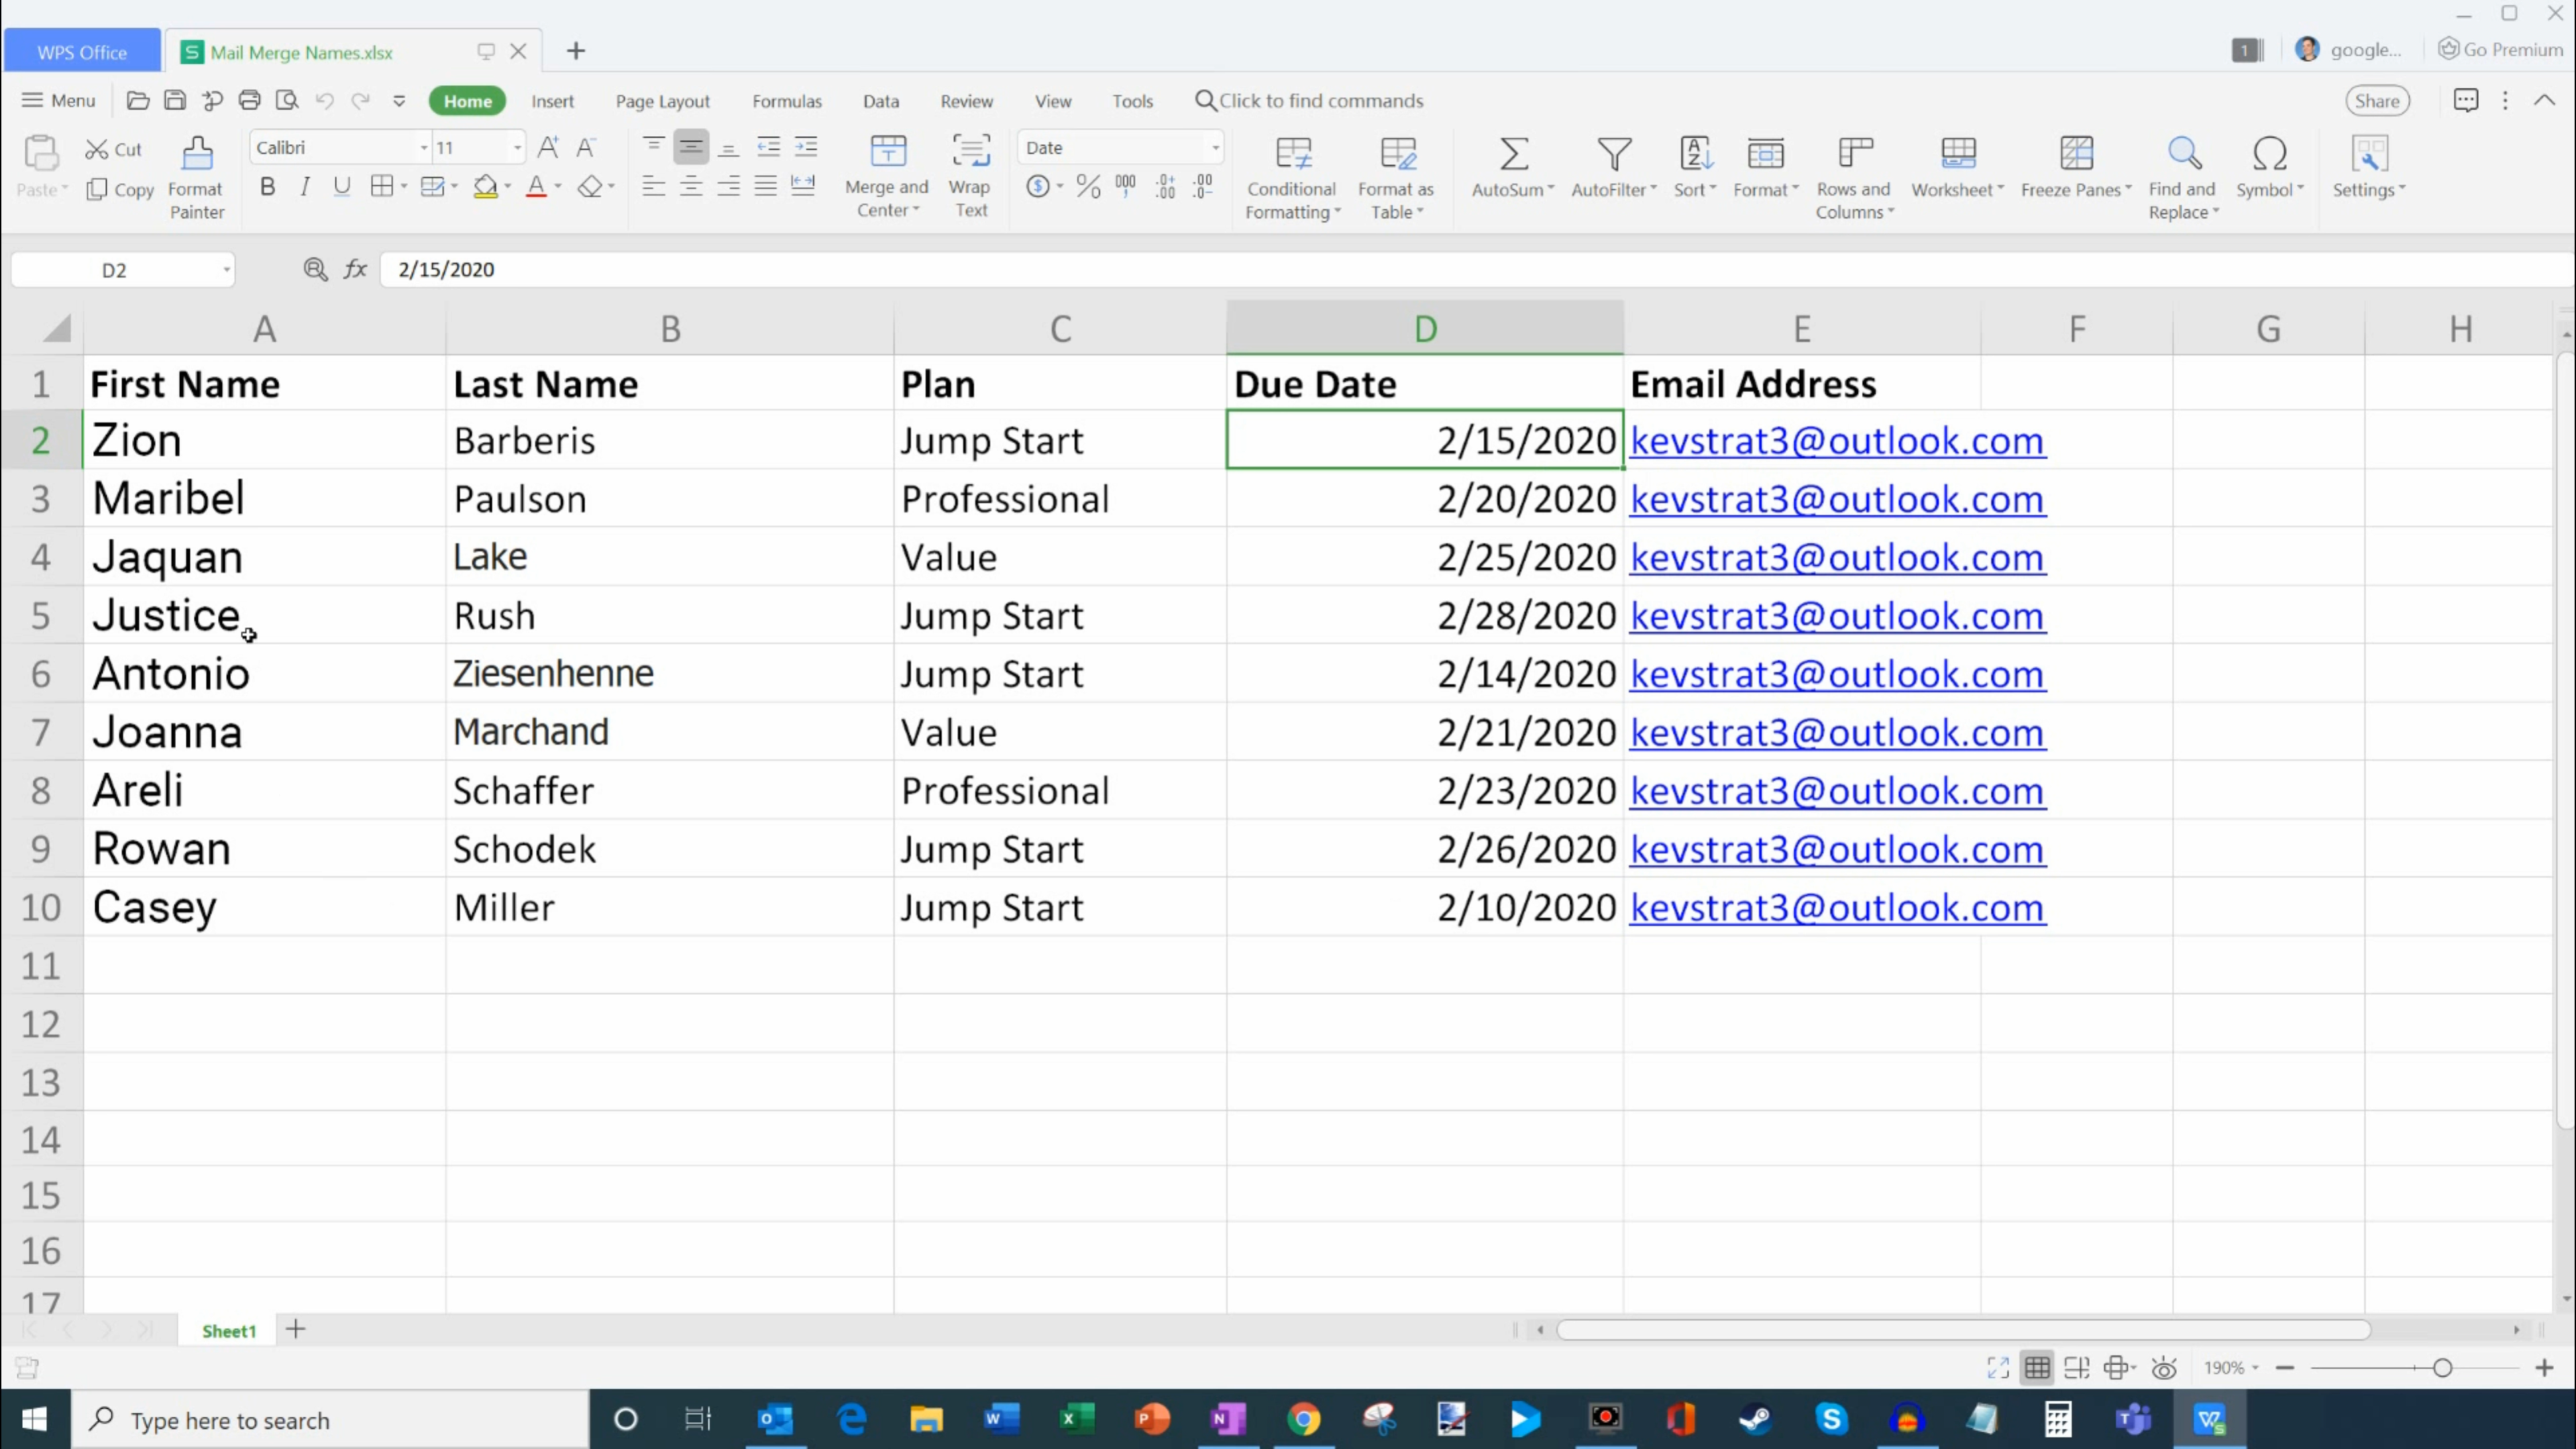 WPS Office
Mail Merge Names.xlsx
1
google...
Go Premium
Menu
Home
Insert
Page Layout
Formulas
Data
Review
View
Tools
Click to find commands
Share
Paste
Cut
Copy
Format Painter
Calibri
11
Merge and Center
Wrap Text
Date
Conditional Formatting
Format as Table
AutoSum
AutoFilter
Sort
Format
Rows and Columns
Worksheet
Freeze Panes
Find and Replace
Symbol
Settings
D2
fx
2/15/2020
A B C D E F G H
1 First Name Last Name Plan Due Date Email Address
2 Zion Barberis Jump Start 2/15/2020 kevstrat3@outlook.com
3 Maribel Paulson Professional 2/20/2020 kevstrat3@outlook.com
4 Jaquan Lake Value 2/25/2020 kevstrat3@outlook.com
5 Justice Rush Jump Start 2/28/2020 kevstrat3@outlook.com
6 Antonio Ziesenhenne Jump Start 2/14/2020 kevstrat3@outlook.com
7 Joanna Marchand Value 2/21/2020 kevstrat3@outlook.com
8 Areli Schaffer Professional 2/23/2020 kevstrat3@outlook.com
9 Rowan Schodek Jump Start 2/26/2020 kevstrat3@outlook.com
10 Casey Miller Jump Start 2/10/2020 kevstrat3@outlook.com
11
12
13
14
15
16
17
Sheet1
190%
Type here to search